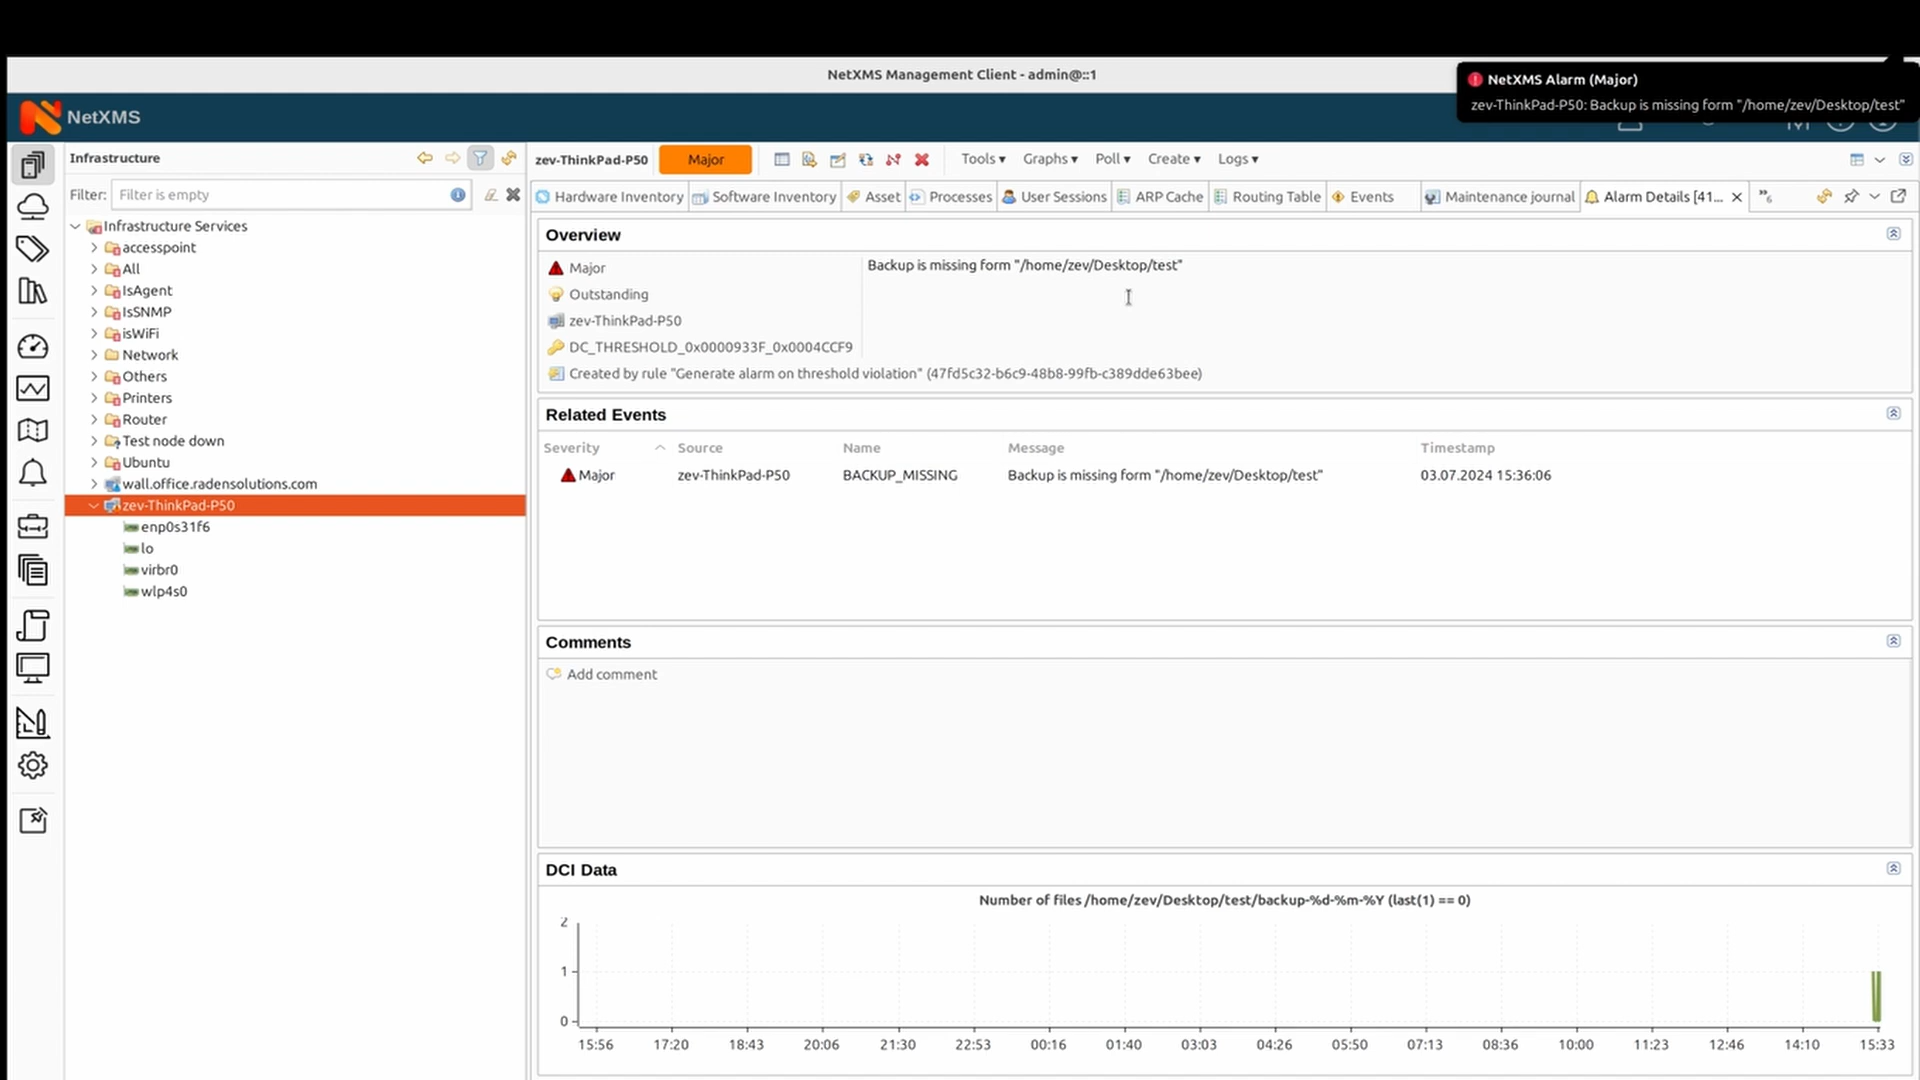 NetXMS Management Client - admin@::1
NetXMS Alarm (Major)
zev-ThinkPad-P50: Backup is missing form "/home/zev/Desktop/test"
NetXMS
Infrastructure
Filter: Filter is empty
Infrastructure Services
accesspoint
All
IsAgent
IsSNMP
isWiFi
Network
Others
Printers
Router
Test node down
Ubuntu
wall.office.radensolutions.com
zev-ThinkPad-P50
enp0s31f6
lo
virbr0
wlp4s0
zev-ThinkPad-P50 Major Tools Graphs Poll Create Logs
Hardware Inventory Software Inventory Asset Processes User Sessions ARP Cache Routing Table Events Maintenance journal Alarm Details [41... 6
Overview
Major
Backup is missing form "/home/zev/Desktop/test"
Outstanding
zev-ThinkPad-P50
DC_THRESHOLD_0x0000933F_0x0004CCF9
Created by rule "Generate alarm on threshold violation" (47fd5c32-b6c9-48b8-99fb-c389dde63bee)
Related Events
Severity Source Name Message Timestamp
Major zev-ThinkPad-P50 BACKUP_MISSING Backup is missing form "/home/zev/Desktop/test" 03.07.2024 15:36:06
Comments
Add comment
DCI Data
Number of files /home/zev/Desktop/test/backup-%d-%m-%Y (last(1) == 0)
2
1
0
15:56 17:20 18:43 20:06 21:30 22:53 00:16 01:40 03:03 04:26 05:50 07:13 08:36 10:00 11:23 12:46 14:10 15:33